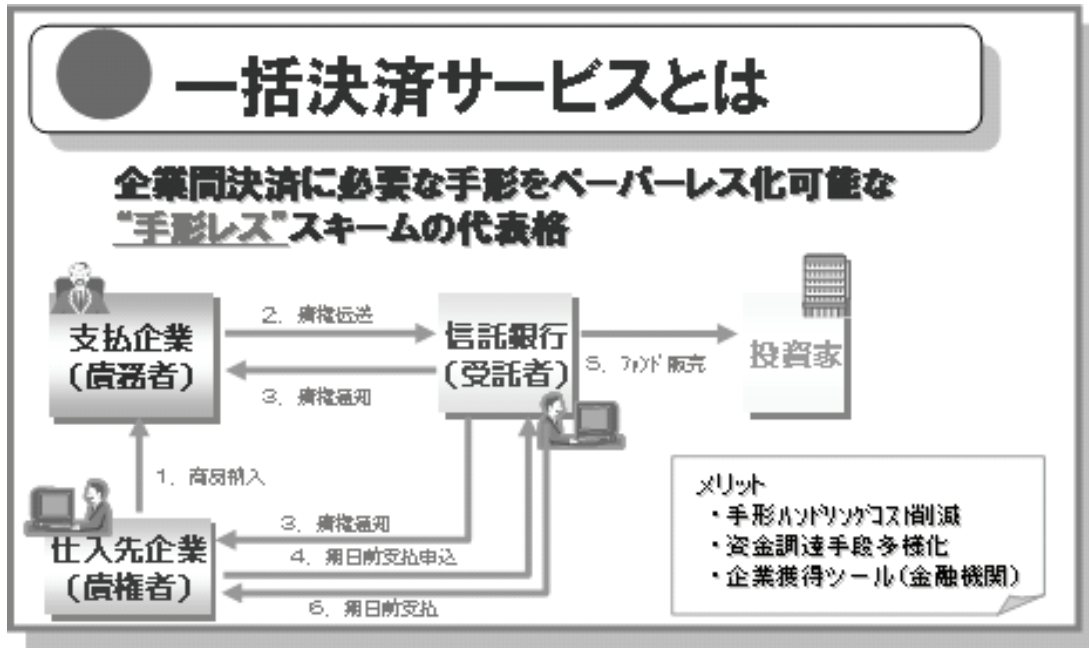 一括決済サービスとは
企業間決済に必要な手形をペーパーレス化可能な
“手形レス”スキームの代表格
支払企業
(債務者)
2. 債権伝送
3. 債権通知
信託銀行
(受託者)
5. ファンド販売
投資家
1. 商品納入
仕入先企業
(債権者)
3. 債権通知
4. 期日前支払申込
6. 期日前支払
メリット
・手形ハンドリングコスト削減
・資金調達手段多様化
・企業獲得ツール(金融機関)